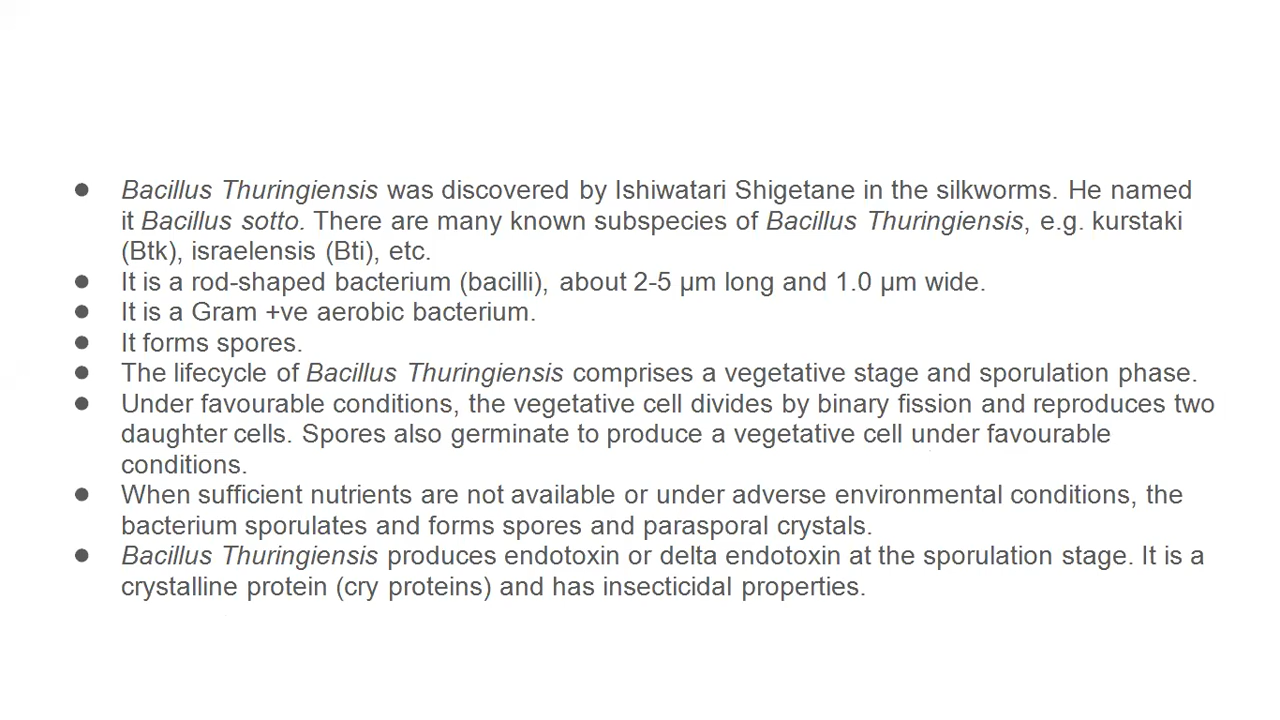 ● Bacillus Thuringiensis was discovered by Ishiwatari Shigetane in the silkworms. He named
it Bacillus sotto. There are many known subspecies of Bacillus Thuringiensis, e.g. kurstaki
(Btk), israelensis (Bti), etc.
● It is a rod-shaped bacterium (bacilli), about 2-5 μm long and 1.0 μm wide.
● It is a Gram +ve aerobic bacterium.
● It forms spores.
● The lifecycle of Bacillus Thuringiensis comprises a vegetative stage and sporulation phase.
● Under favourable conditions, the vegetative cell divides by binary fission and reproduces two
daughter cells. Spores also germinate to produce a vegetative cell under favourable
conditions.
● When sufficient nutrients are not available or under adverse environmental conditions, the
bacterium sporulates and forms spores and parasporal crystals.
● Bacillus Thuringiensis produces endotoxin or delta endotoxin at the sporulation stage. It is a
crystalline protein (cry proteins) and has insecticidal properties.